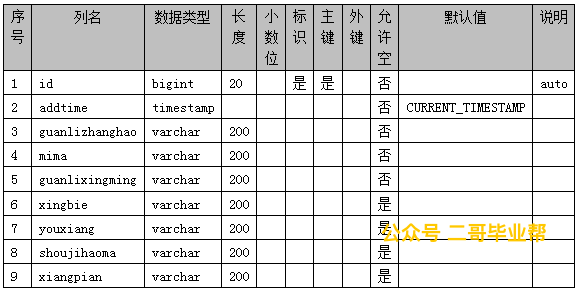 序号 列名 数据类型 长度 小数位 标识 主键 外键 允许空 默认值 说明
1 id bigint 20 是 是 否 auto
2 addtime timestamp 否 CURRENT_TIMESTAMP
3 guanlizhanghao varchar 200 否
4 mima varchar 200 否
5 guanlixingming varchar 200 否
6 xingbie varchar 200 是
7 youxiang varchar 200 是
公众号 二哥毕业帮
8 shoujihaoma varchar 200 是
9 xiangpian varchar 200 是